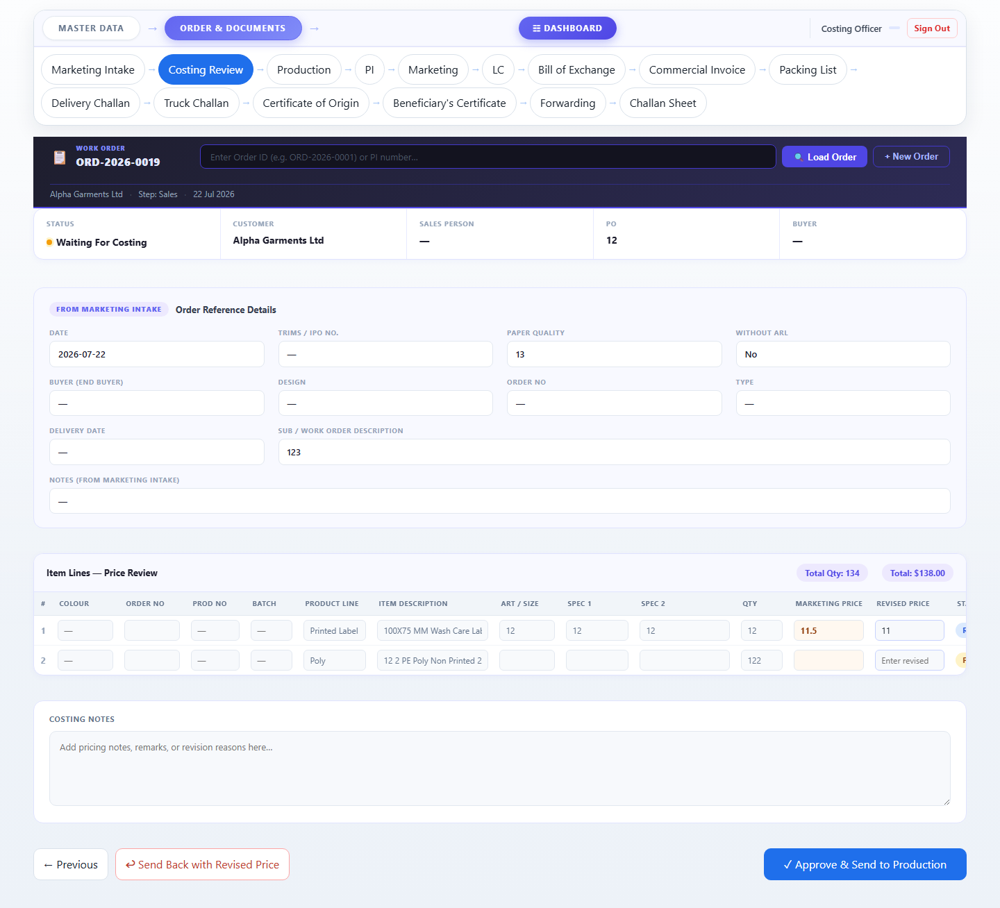 MASTER DATA → ORDER & DOCUMENTS → DASHBOARD Costing Officer Sign Out
Marketing Intake → Costing Review → Production → PI → Marketing → LC → Bill of Exchange → Commercial Invoice → Packing List →
Delivery Challan → Truck Challan → Certificate of Origin → Beneficiary's Certificate → Forwarding → Challan Sheet
WORK ORDER
ORD-2026-0019
Enter Order ID (e.g. ORD-2026-0001) or PI number...
Load Order
+ New Order
Alpha Garments Ltd · Step: Sales · 22 Jul 2026
STATUS CUSTOMER SALES PERSON PO BUYER
Waiting For Costing Alpha Garments Ltd — 12 —
FROM MARKETING INTAKE Order Reference Details
DATE TRIMS / IPO NO. PAPER QUALITY WITHOUT ARL
2026-07-22 — 13 No
BUYER (END BUYER) DESIGN ORDER NO TYPE
— — — —
DELIVERY DATE SUB / WORK ORDER DESCRIPTION
— 123
NOTES (FROM MARKETING INTAKE)
—
Item Lines — Price Review Total Qty: 134 Total: $138.00
# COLOUR ORDER NO PROD NO BATCH PRODUCT LINE ITEM DESCRIPTION ART / SIZE SPEC 1 SPEC 2 QTY MARKETING PRICE REVISED PRICE
1 — — — Printed Label 100X75 MM Wash Care Lab 12 12 12 12 11.5 11
2 — — — Poly 12 2 PE Poly Non Printed 2 122 Enter revised
COSTING NOTES
Add pricing notes, remarks, or revision reasons here...
← Previous ↩ Send Back with Revised Price ✓ Approve & Send to Production